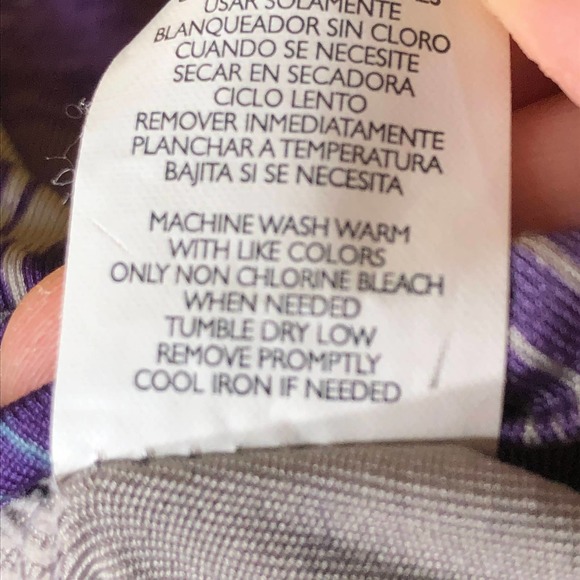 USAR SOLAMENTE
BLANQUEADOR SIN CLORO
CUANDO SE NECESITE
SECAR EN SECADORA
CICLO LENTO
REMOVER INMEDIATAMENTE
PLANCHAR A TEMPERATURA
BAJITA SI SE NECESITA
MACHINE WASH WARM
WITH LIKE COLORS
ONLY NON CHLORINE BLEACH
WHEN NEEDED
TUMBLE DRY LOW
REMOVE PROMPTLY
COOL IRON IF NEEDED